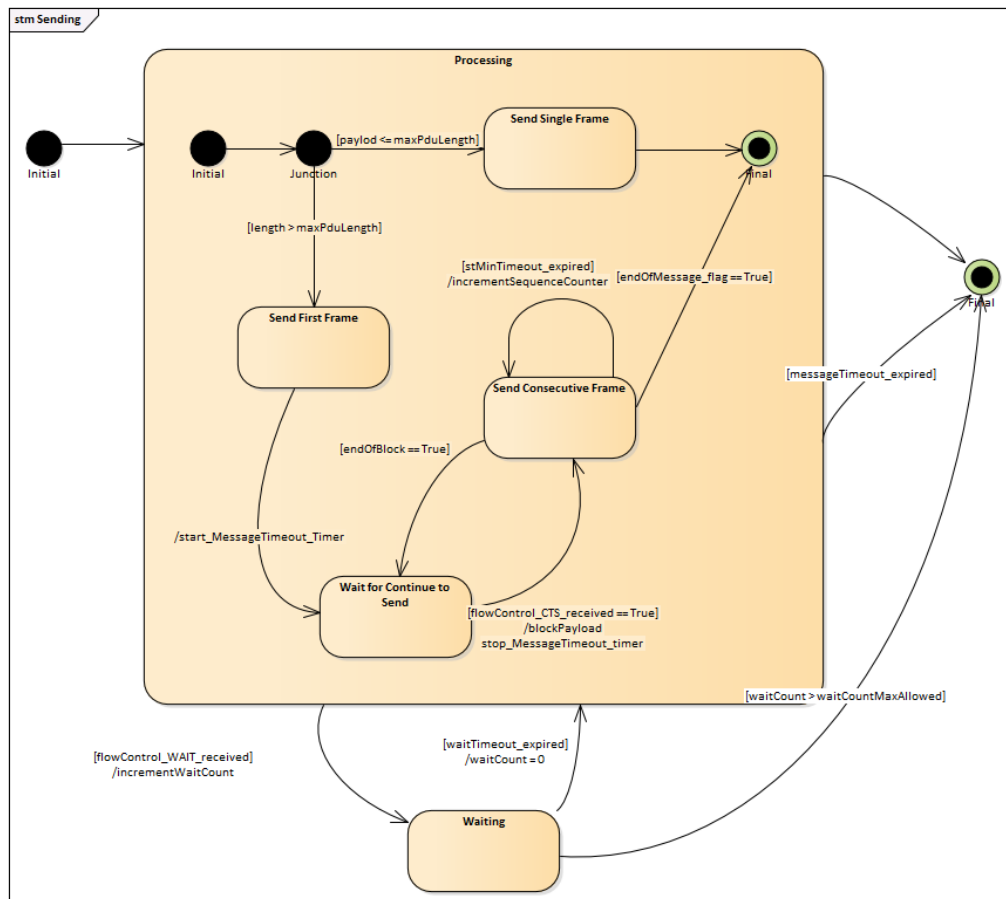 stm Sending
Processing
Initial
Initial
Junction
[paylod <= maxPduLength]
Send Single Frame
Final
[length > maxPduLength]
[stMinTimeout_expired]
/incrementSequenceCounter
[endOfMessage_flag == True]
Final
Send First Frame
Send Consecutive Frame
[messageTimeout_expired]
[endOfBlock == True]
/start_MessageTimeout_Timer
Wait for Continue to
Send
[flowControl_CTS_received == True]
/blockPayload
stop_MessageTimeout_timer
[waitCount > waitCountMaxAllowed]
[flowControl_WAIT_received]
/incrementWaitCount
[waitTimeout_expired]
/waitCount = 0
Waiting